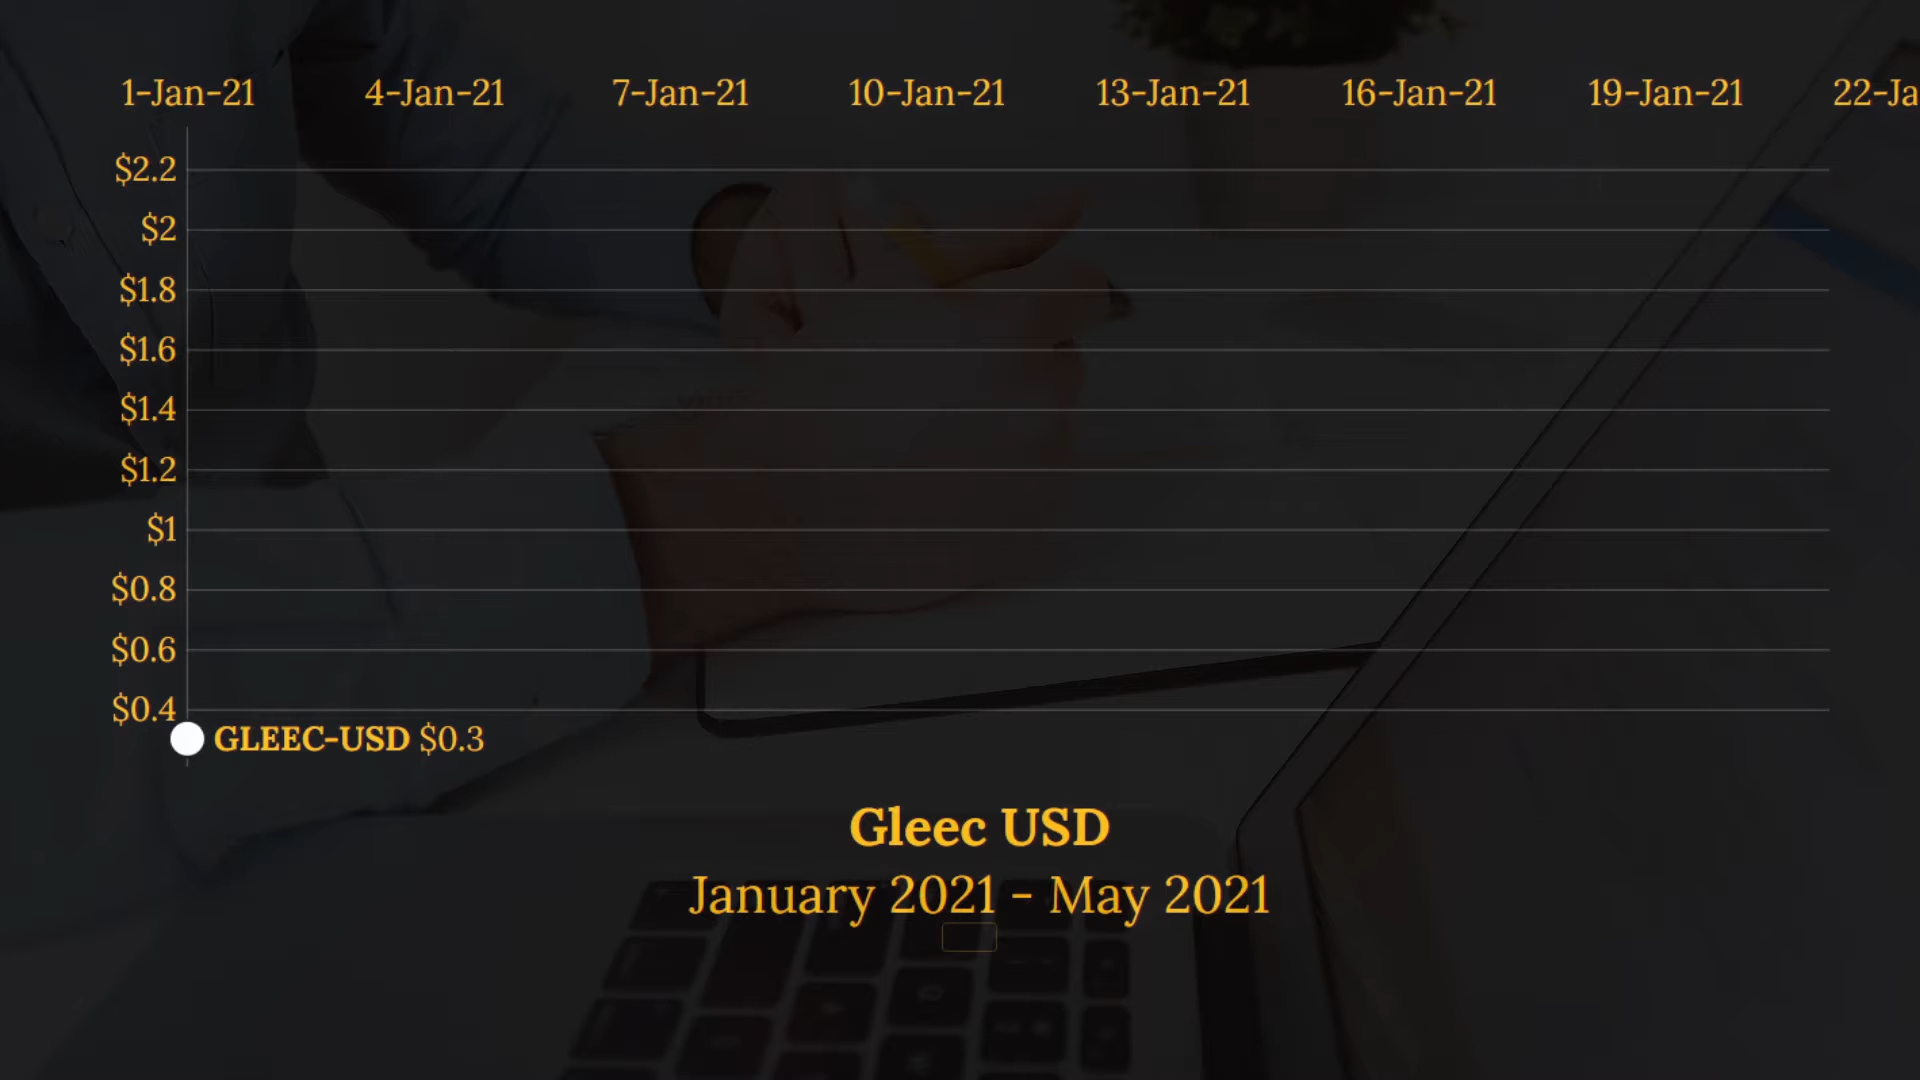 1-Jan-21 4-Jan-21 7-Jan-21 10-Jan-21 13-Jan-21 16-Jan-21 19-Jan-21 22-Ja
$2.2
$2
$1.8
$1.6
$1.4
$1.2
$1
$0.8
$0.6
$0.4
GLEEC-USD $0.3
Gleec USD
January 2021 - May 2021